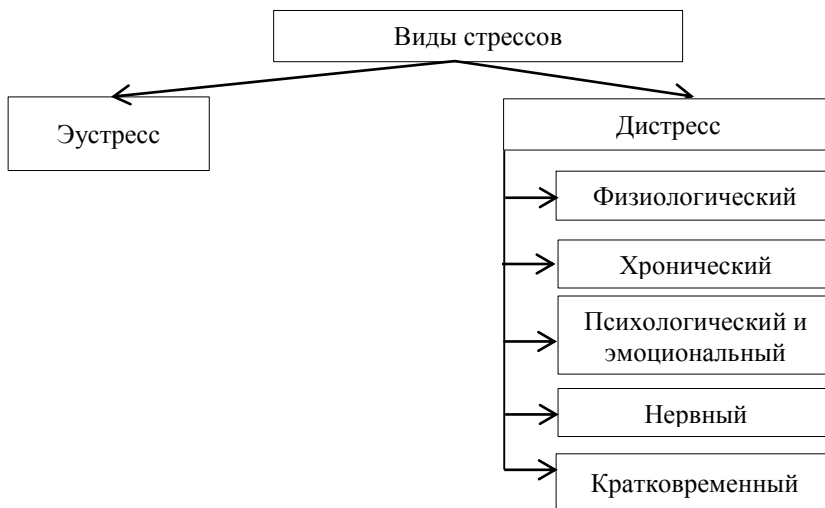 Виды стрессов
Эустресс
Дистресс
Физиологический
Хронический
Психологический и
эмоциональный
Нервный
Кратковременный